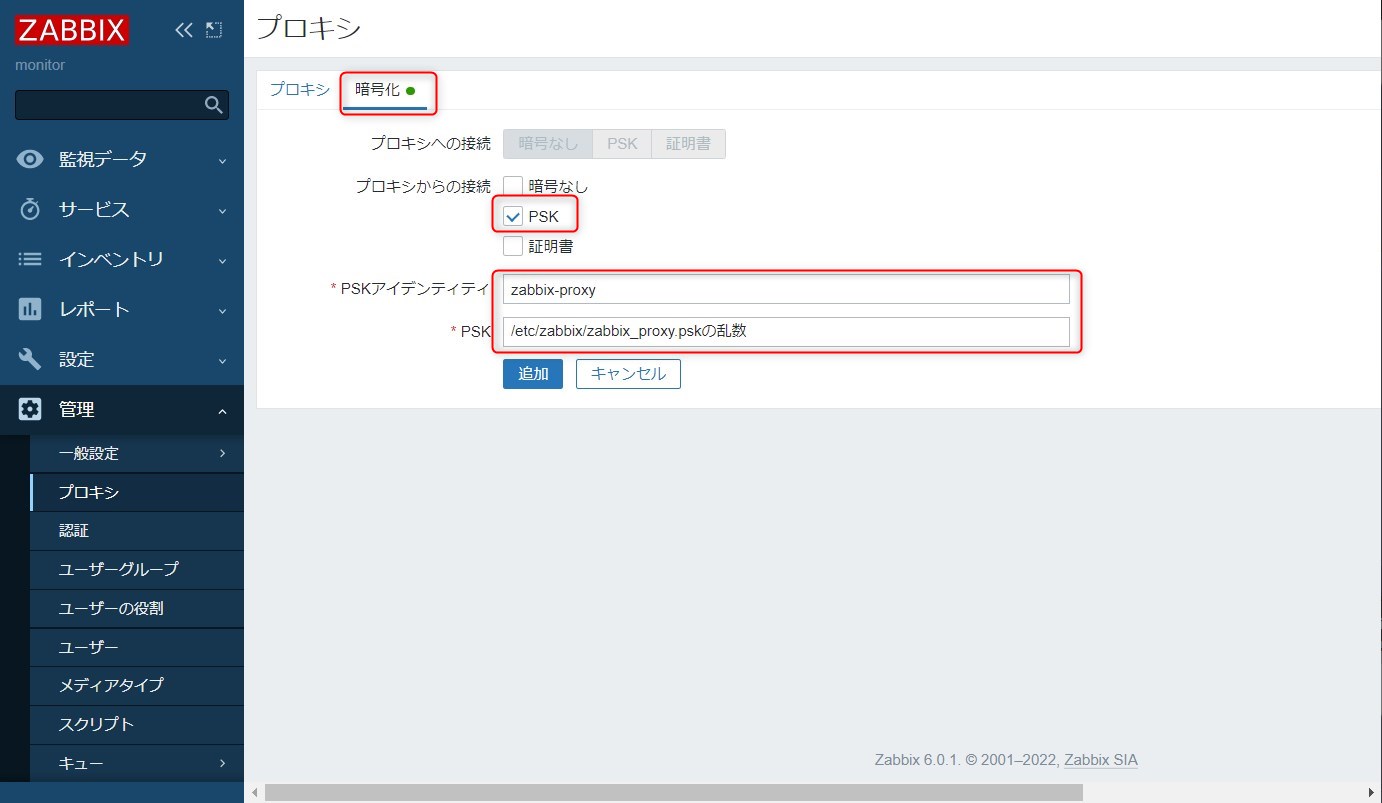 ZABBIX
monitor
監視データ
サービス
インベントリ
レポート
設定
管理
一般設定
プロキシ
認証
ユーザーグループ
ユーザーの役割
ユーザー
メディアタイプ
スクリプト
キュー
プロキシ
プロキシ 暗号化
プロキシへの接続 暗号なし PSK 証明書
プロキシからの接続 暗号なし
PSK
証明書
* PSKアイデンティティ zabbix-proxy
* PSK /etc/zabbix/zabbix_proxy.pskの乱数
追加 キャンセル
Zabbix 6.0.1. © 2001–2022, Zabbix SIA